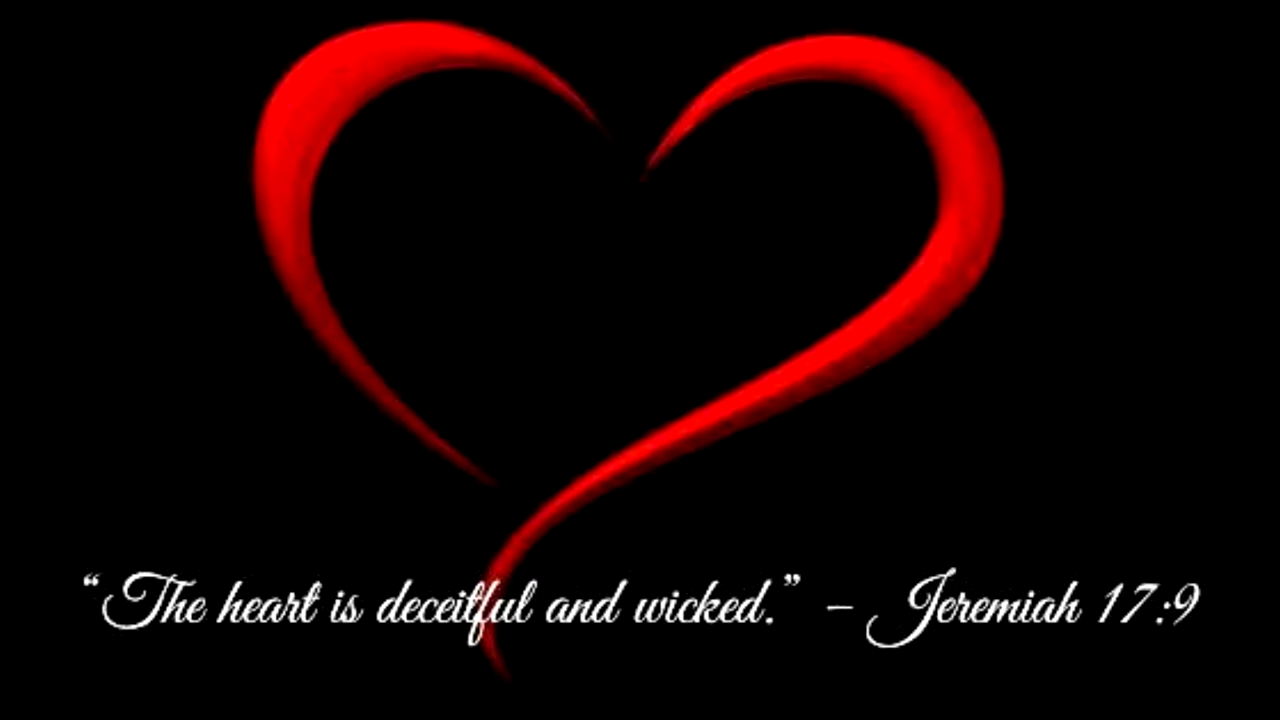 “The heart is deceitful and wicked.” – Jeremiah 17:9